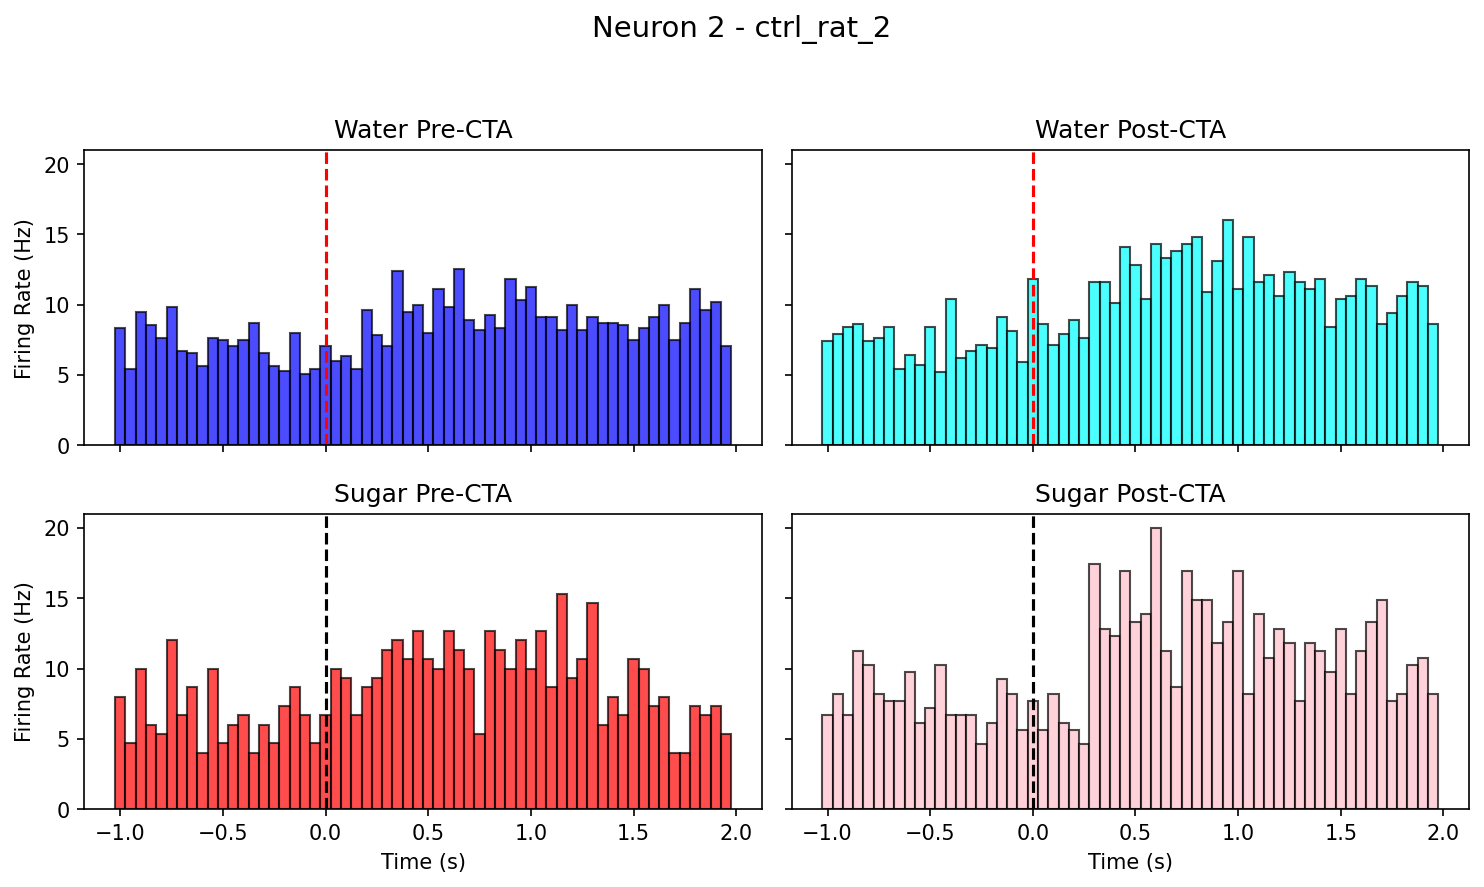 Neuron 2 - ctrl_rat_2
Water Pre-CTA
Water Post-CTA
20
15
10
5
0
Firing Rate (Hz)
Sugar Pre-CTA
Sugar Post-CTA
20
15
10
5
0
Firing Rate (Hz)
−1.0 −0.5 0.0 0.5 1.0 1.5 2.0
−1.0 −0.5 0.0 0.5 1.0 1.5 2.0
Time (s)
Time (s)